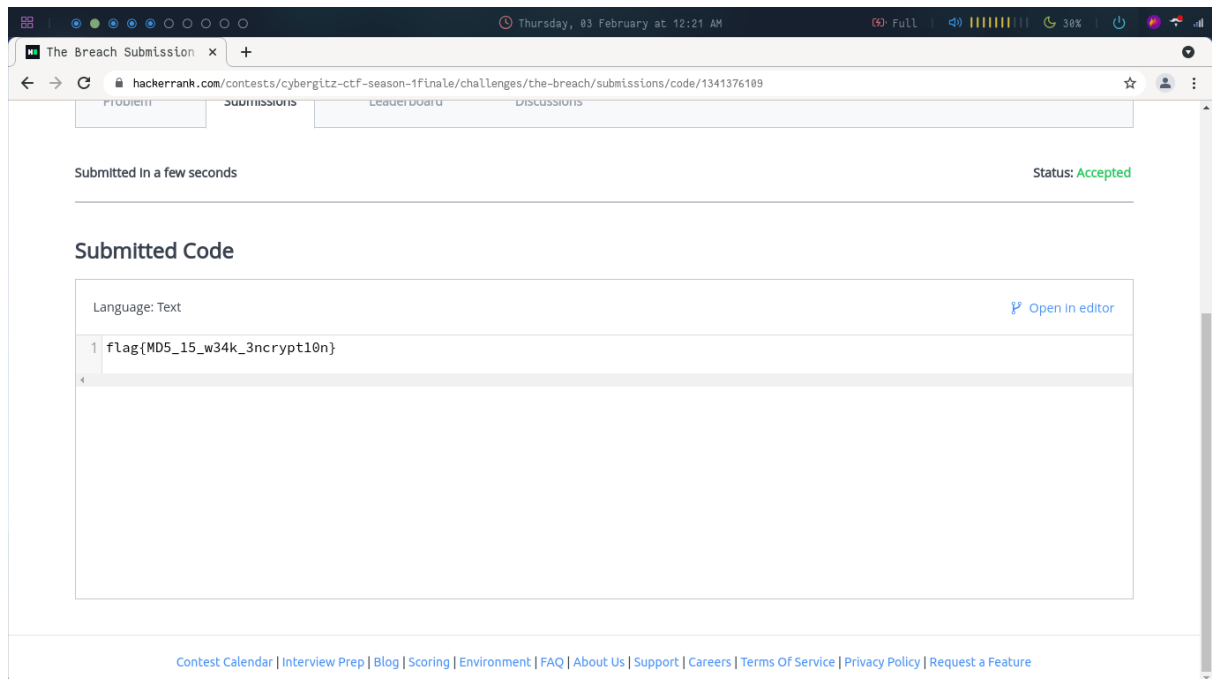 Thursday, 03 February at 12:21 AM
Full
30%
The Breach Submission
hackerrank.com/contests/cybergitz-ctf-season-1finale/challenges/the-breach/submissions/code/1341376109
Problem Submissions Leaderboard Discussions
Submitted in a few seconds
Status: Accepted
Submitted Code
Language: Text
Open in editor
1 flag{MD5_15_w34k_3ncrypt10n}
Contest Calendar | Interview Prep | Blog | Scoring | Environment | FAQ | About Us | Support | Careers | Terms Of Service | Privacy Policy | Request a Feature